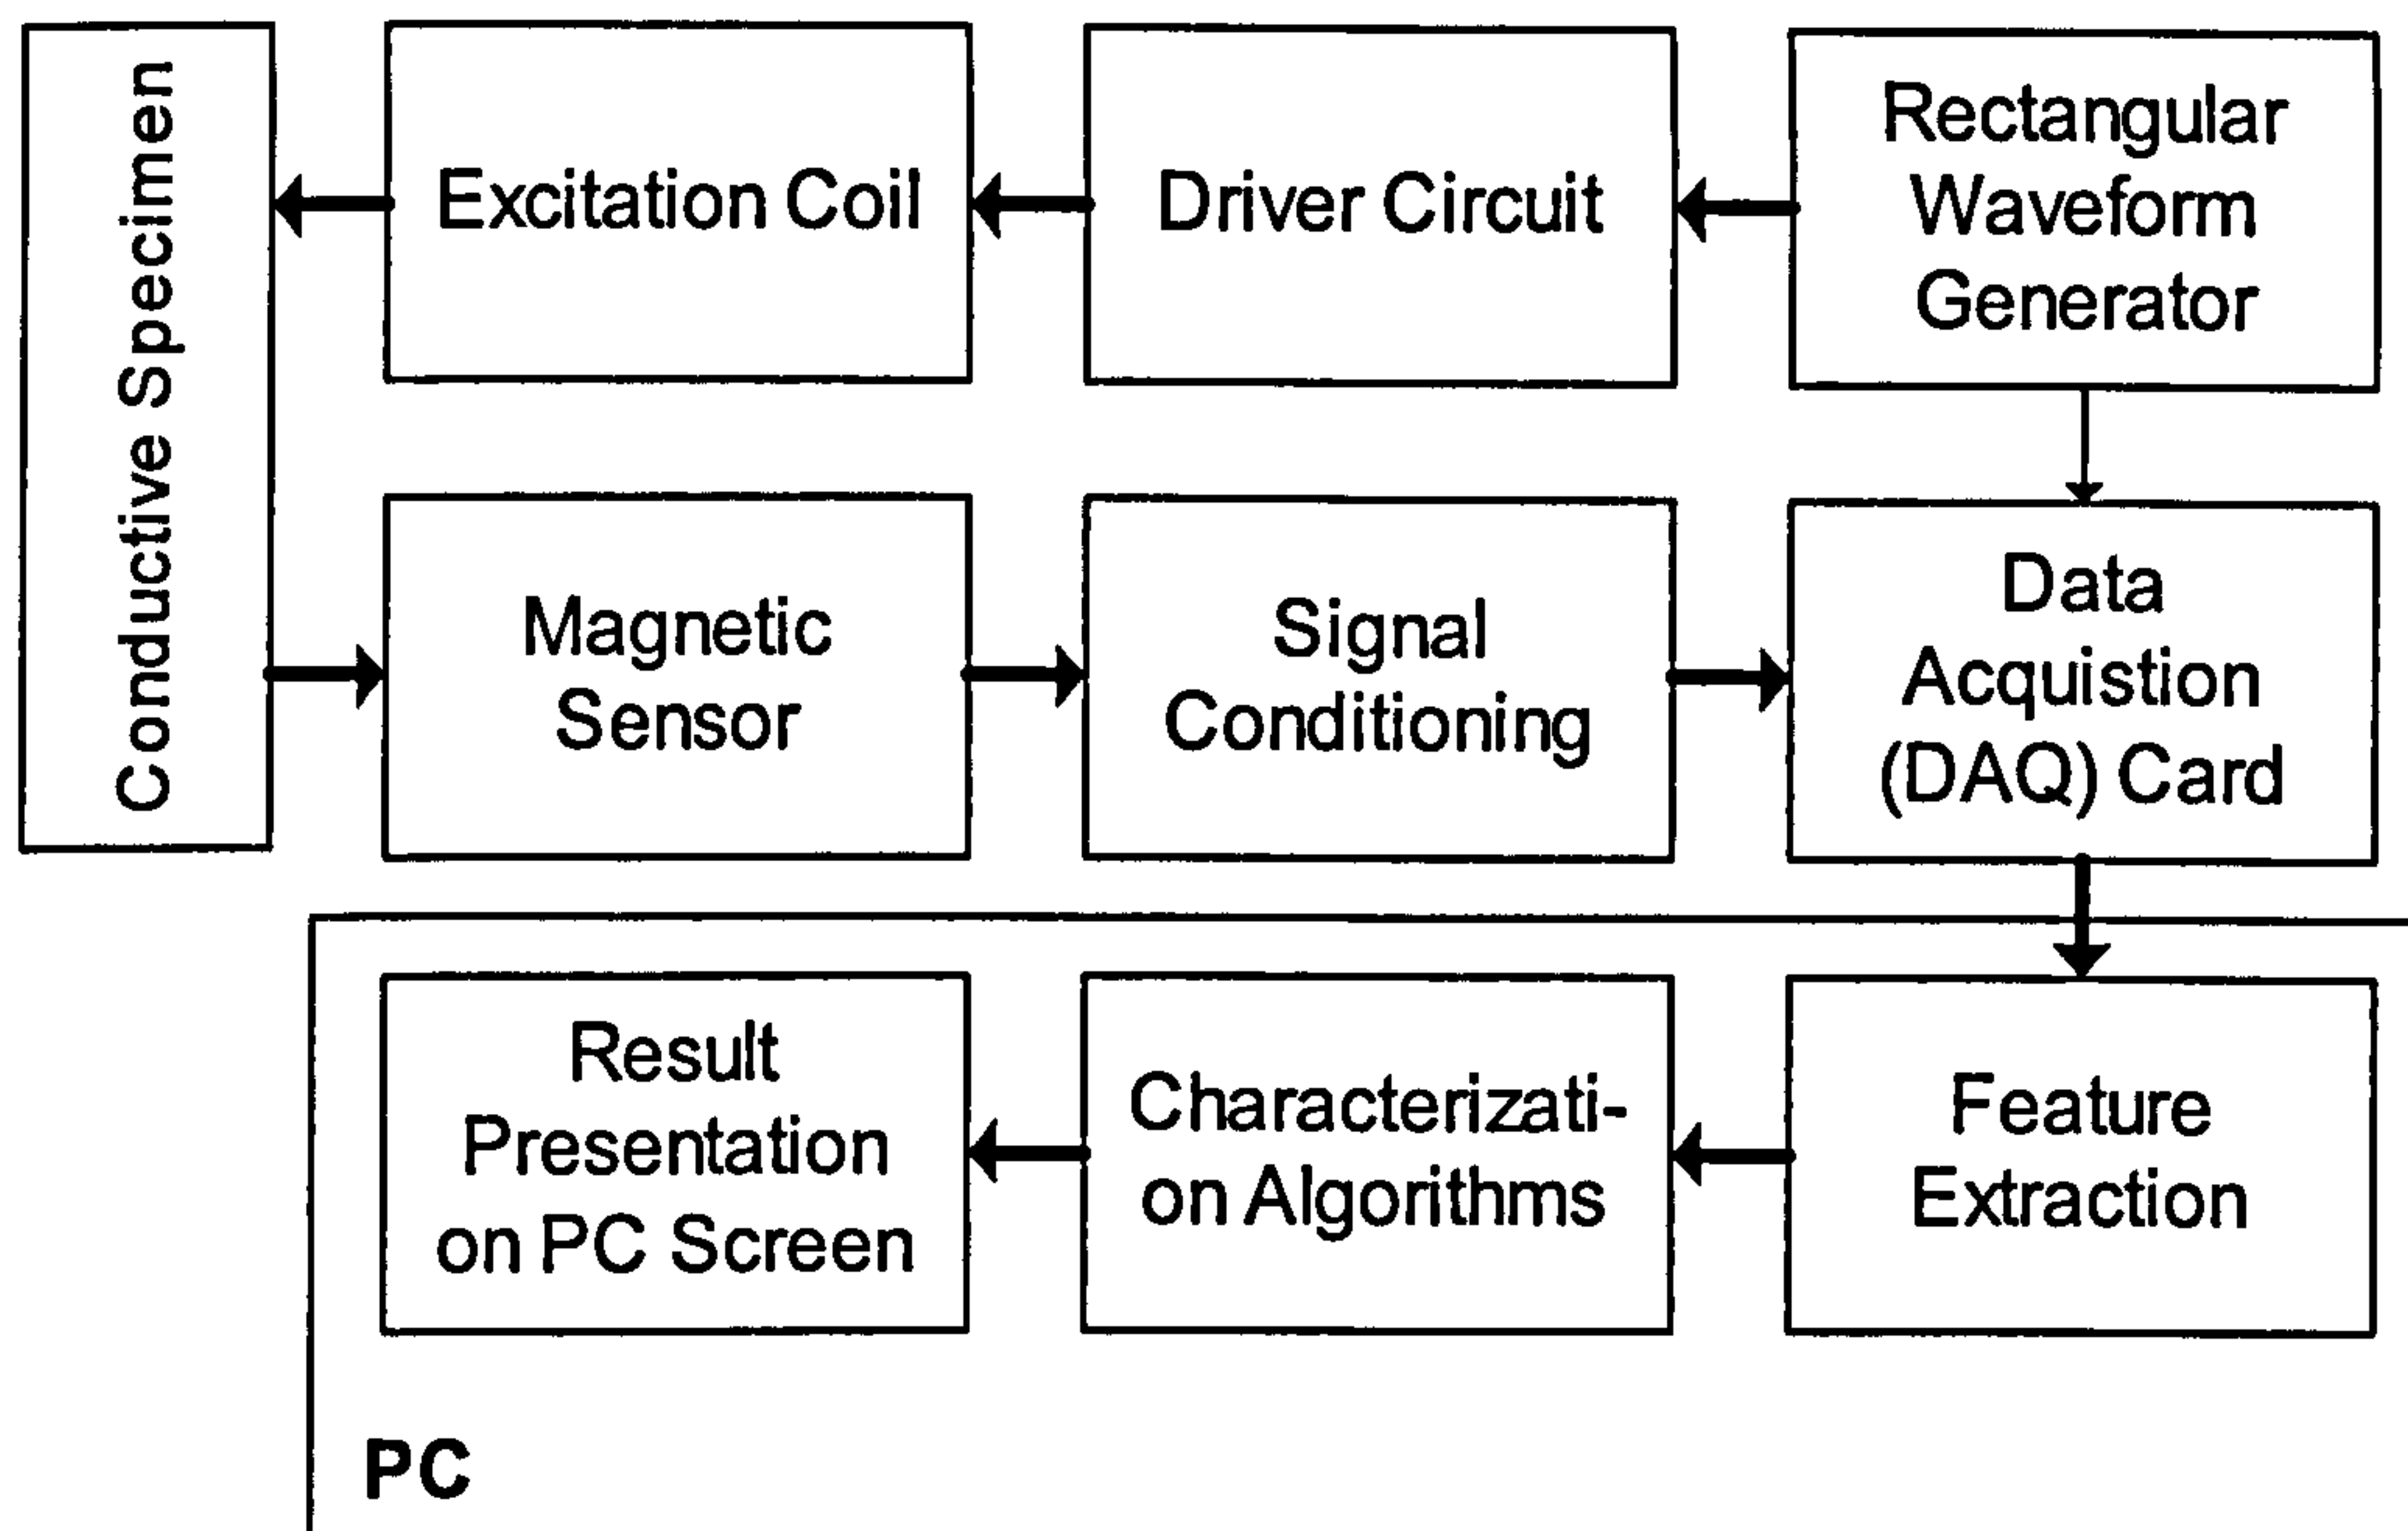 Conductive Specimen
Excitation Coil
Driver Circuit
Rectangular
Waveform
Generator
Magnetic
Sensor
Signal
Conditioning
Data
Acquistion
(DAQ) Card
Result
Presentation
on PC Screen
Characterizati-
on Algorithms
Feature
Extraction
PC